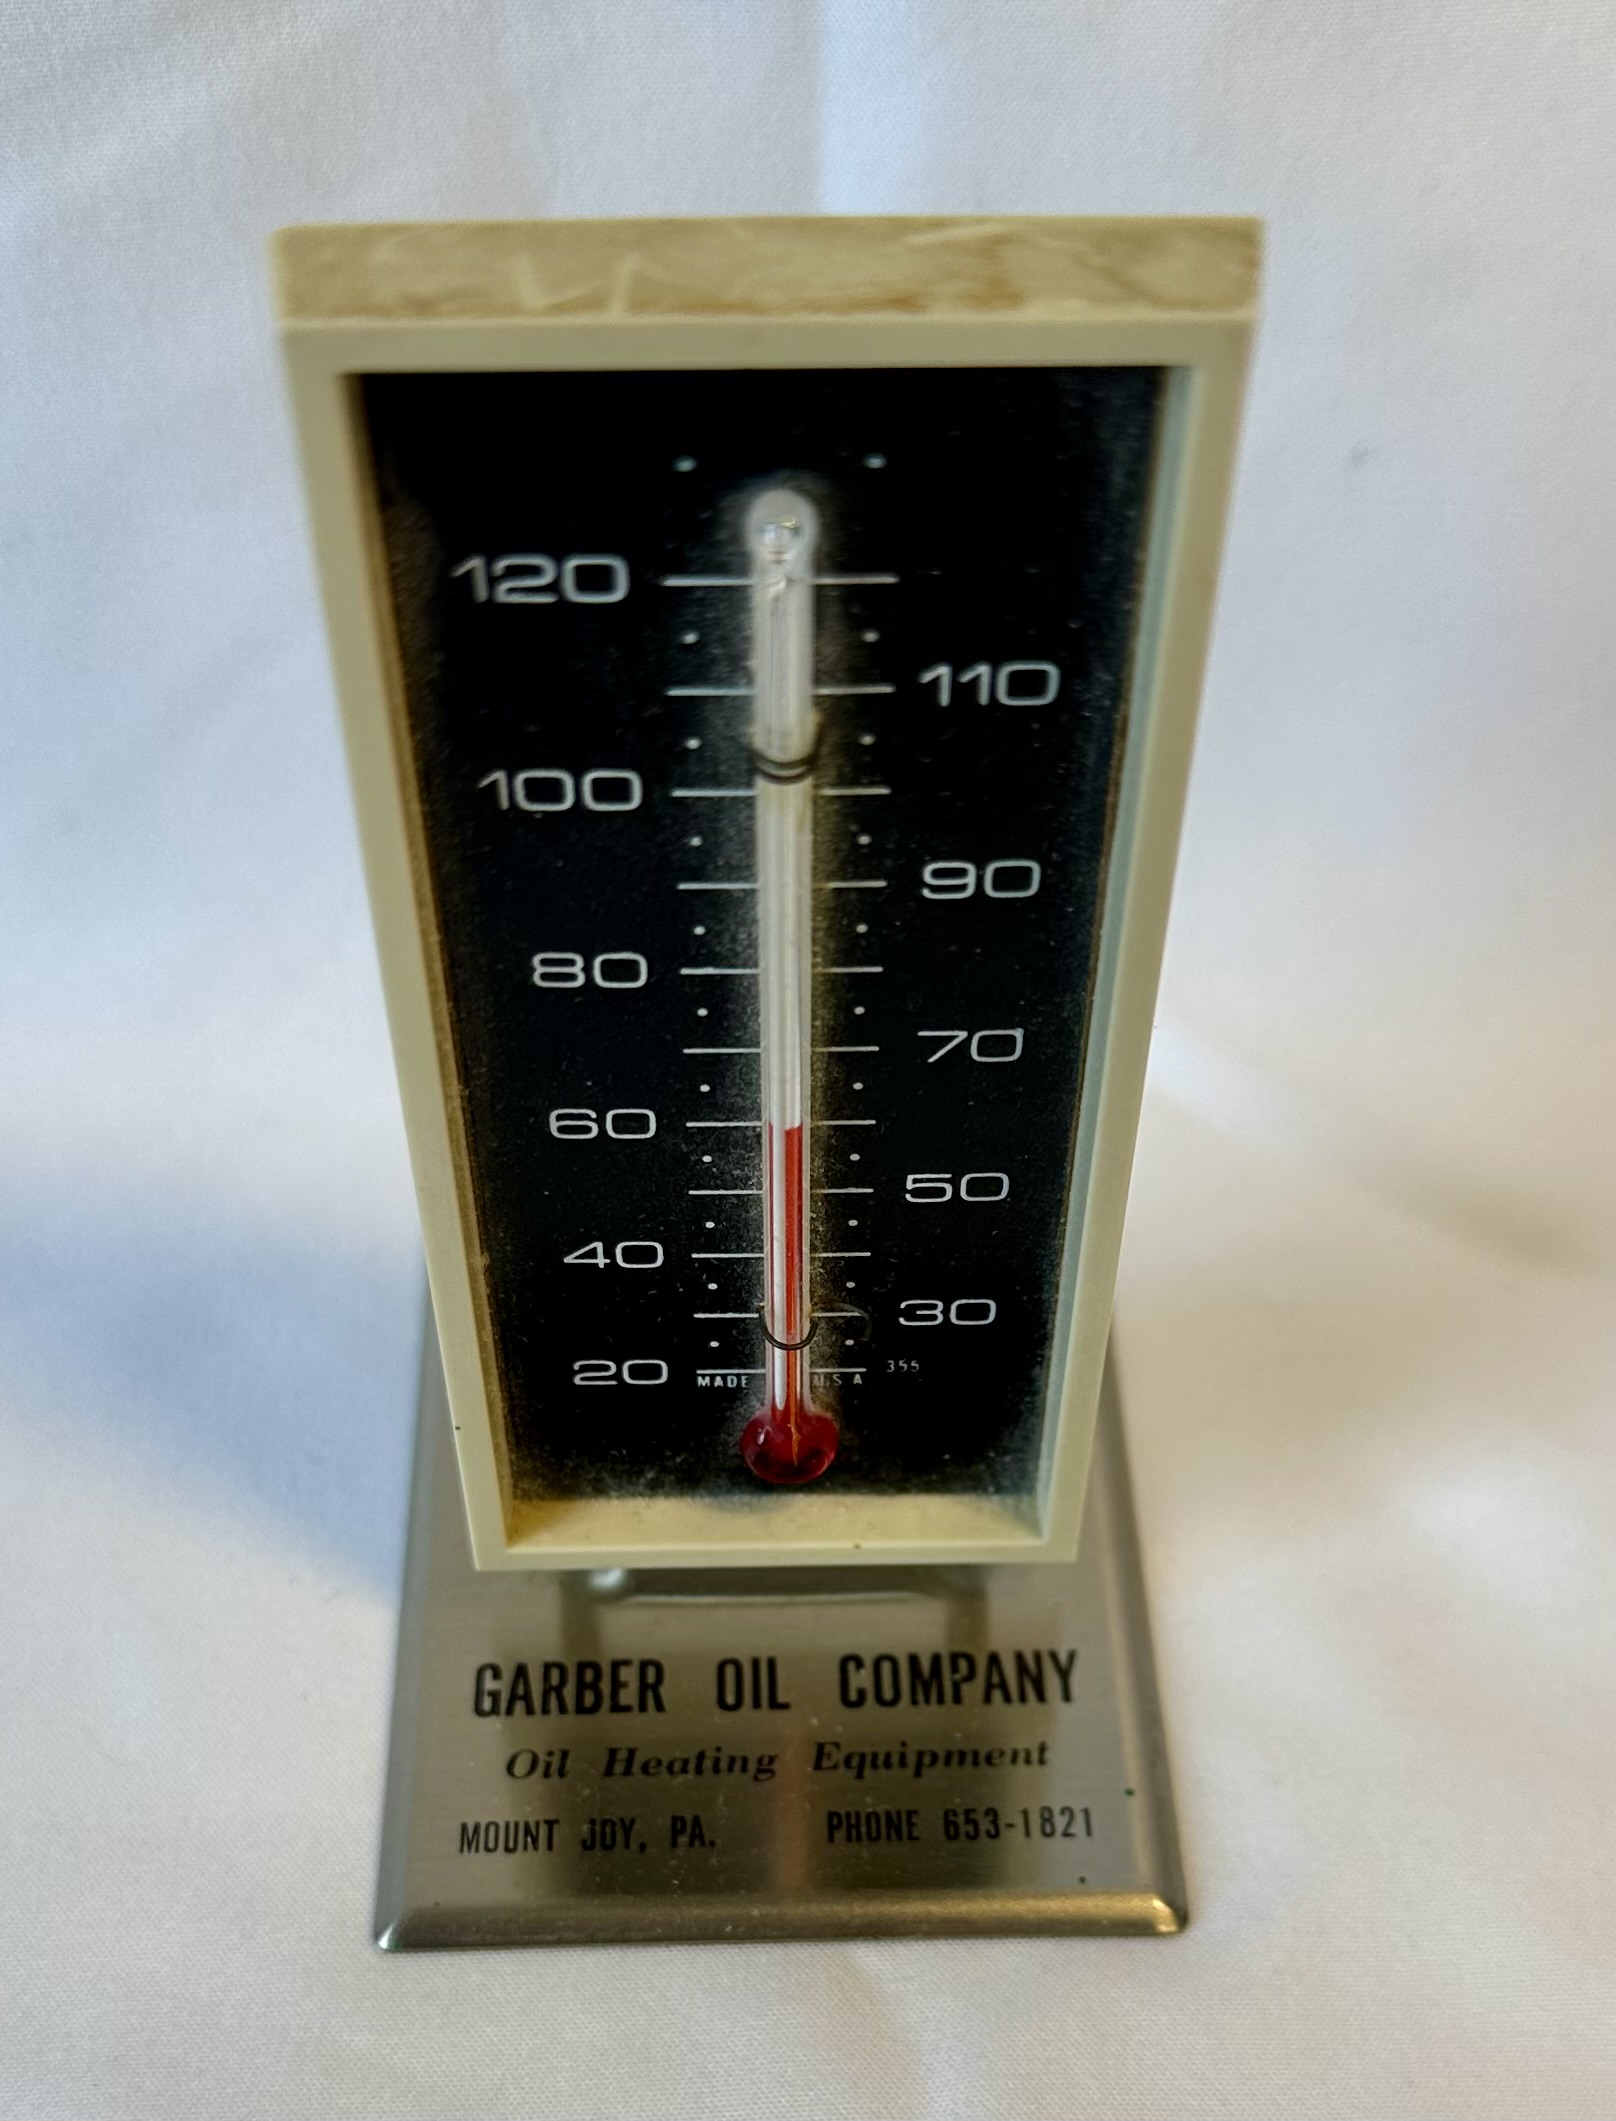 120
110
100
90
80
70
60
50
40
30
20 355
MADE U.S A
GARBER OIL COMPANY
Oil Heating Equipment
MOUNT JOY, PA. PHONE 653-1821